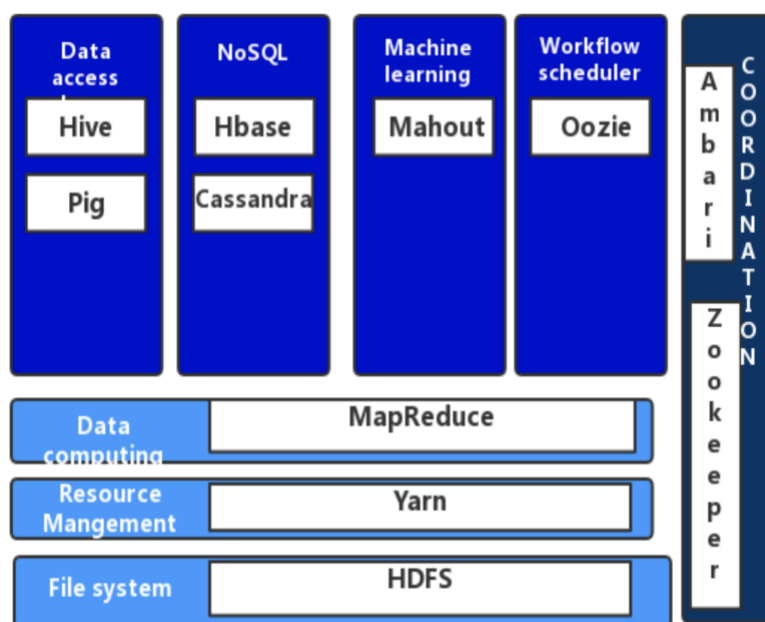 Data
access
Hive
Pig
NoSQL
Hbase
Cassandra
Machine
learning
Mahout
Workflow
scheduler
Oozie
COORDINATION
Ambari
Zookeeper
Data
computing
MapReduce
Resource
Mangement
Yarn
File system
HDFS